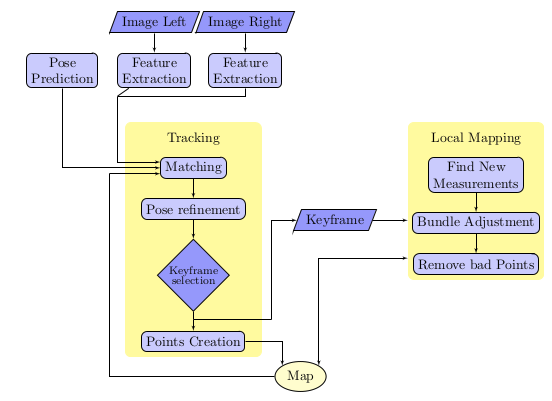 Image Left
Image Right
Pose
Prediction
Feature
Extraction
Feature
Extraction
Tracking
Matching
Pose refinement
Keyframe
selection
Points Creation
Keyframe
Local Mapping
Find New
Measurements
Bundle Adjustment
Remove bad Points
Map